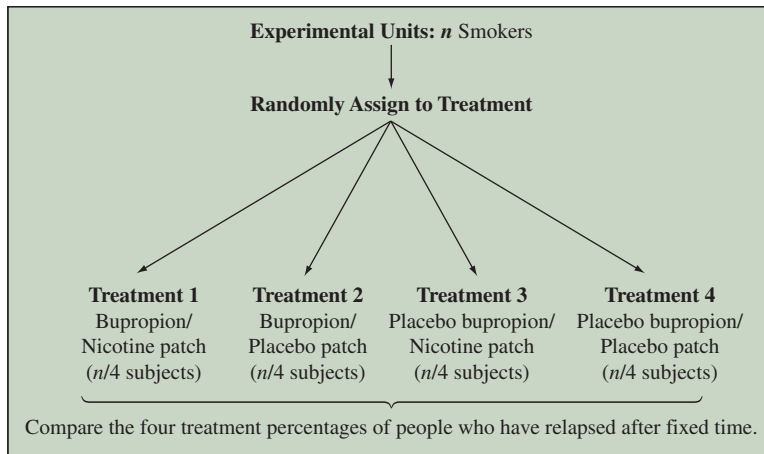 Experimental Units: n Smokers
Randomly Assign to Treatment
Treatment 1
Bupropion/
Nicotine patch
(n/4 subjects)
Treatment 2
Bupropion/
Placebo patch
(n/4 subjects)
Treatment 3
Placebo bupropion/
Nicotine patch
(n/4 subjects)
Treatment 4
Placebo bupropion/
Placebo patch
(n/4 subjects)
Compare the four treatment percentages of people who have relapsed after fixed time.